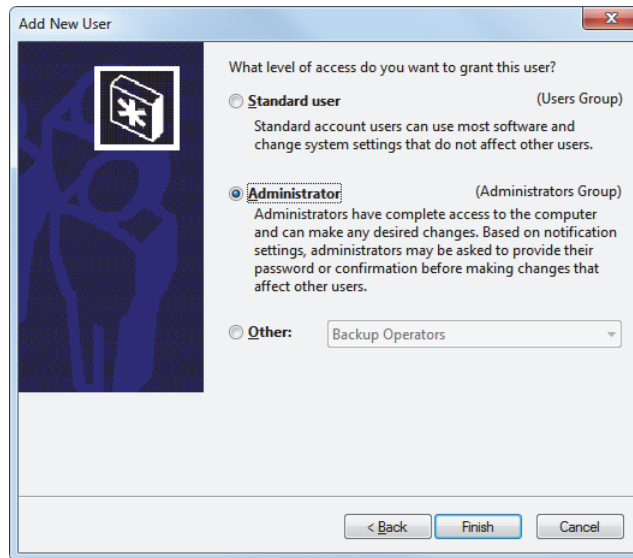 Add New User
What level of access do you want to grant this user?
Standard user (Users Group)
Standard account users can use most software and
change system settings that do not affect other users.
Administrator (Administrators Group)
Administrators have complete access to the computer
and can make any desired changes. Based on notification
settings, administrators may be asked to provide their
password or confirmation before making changes that
affect other users.
Other: Backup Operators
< Back Finish Cancel